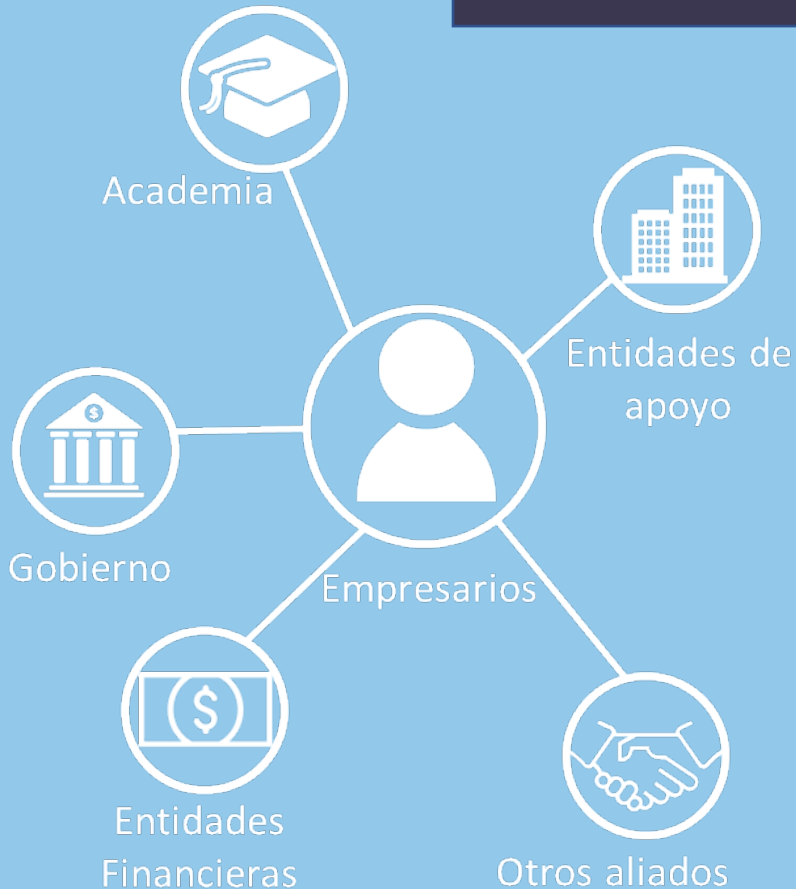 Academia
Entidades de
apoyo
Gobierno
Empresarios
Entidades
Financieras
Otros aliados